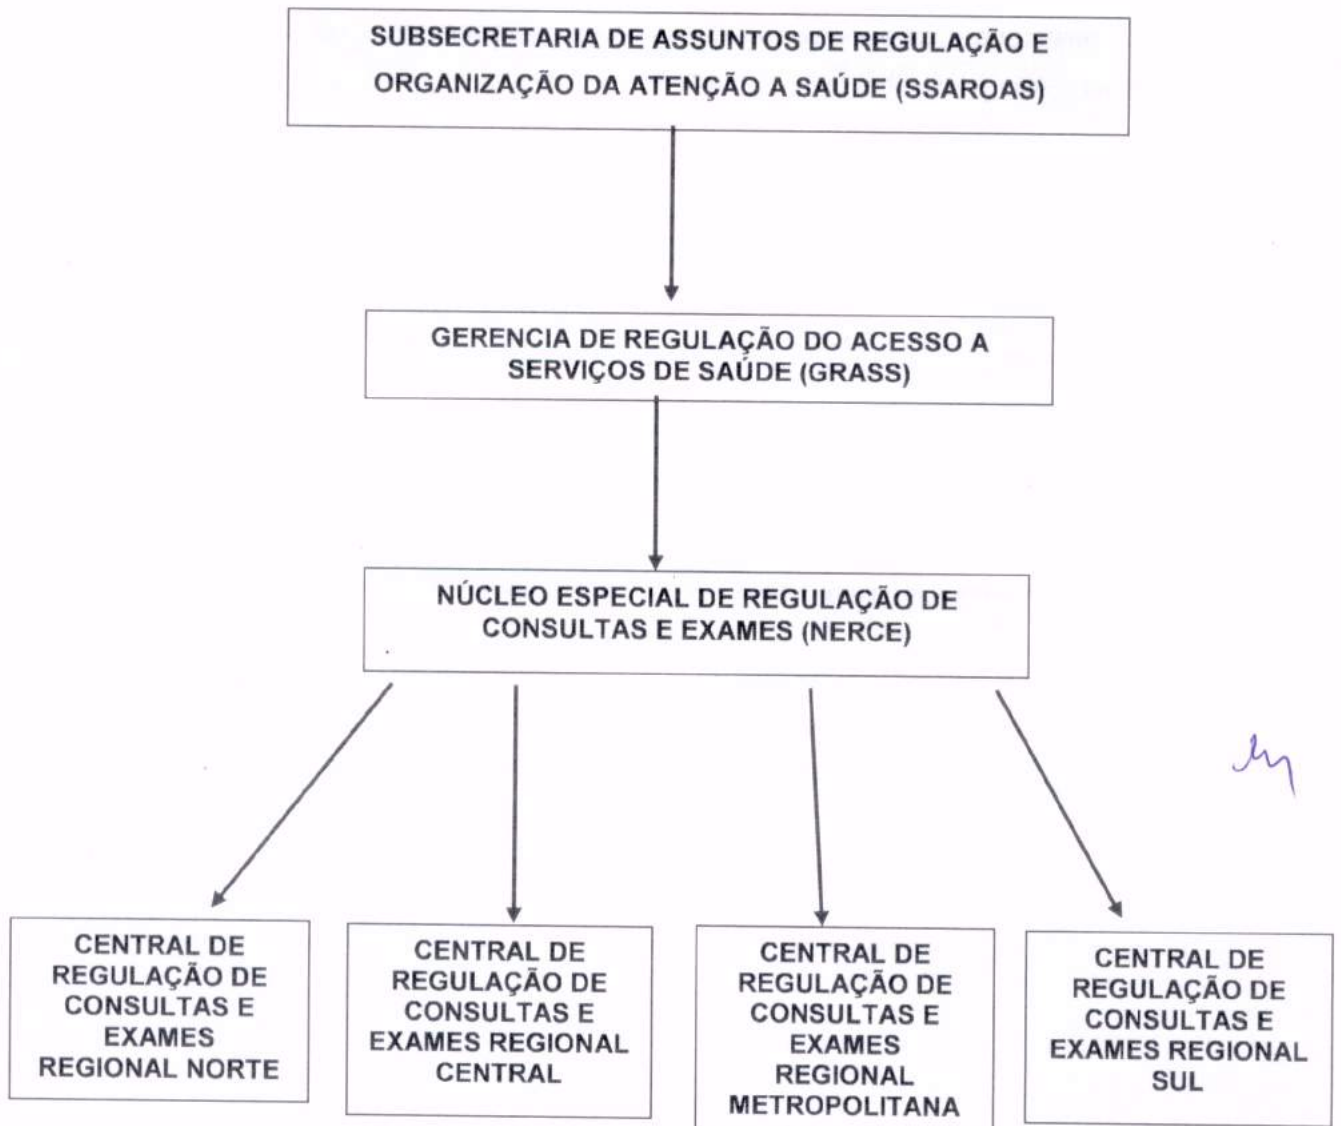 SUBSECRETARIA DE ASSUNTOS DE REGULAÇÃO E
ORGANIZAÇÃO DA ATENÇÃO A SAÚDE (SSAROAS)
GERENCIA DE REGULAÇÃO DO ACESSO A
SERVIÇOS DE SAÚDE (GRASS)
NÚCLEO ESPECIAL DE REGULAÇÃO DE
CONSULTAS E EXAMES (NERCE)
CENTRAL DE
REGULAÇÃO DE
CONSULTAS E
EXAMES
REGIONAL NORTE
CENTRAL DE
REGULAÇÃO DE
CONSULTAS E
EXAMES REGIONAL
CENTRAL
CENTRAL DE
REGULAÇÃO DE
CONSULTAS E
EXAMES
REGIONAL
METROPOLITANA
CENTRAL DE
REGULAÇÃO DE
CONSULTAS E
EXAMES REGIONAL
SUL